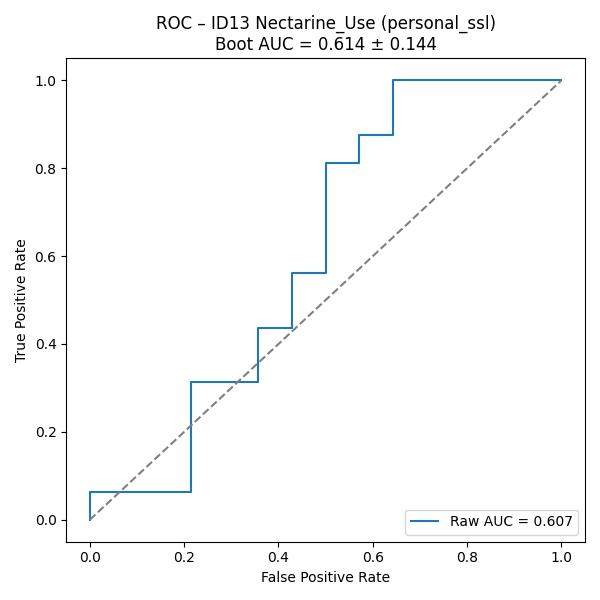 ROC – ID13 Nectarine_Use (personal_ssl)
Boot AUC = 0.614 ± 0.144
True Positive Rate
1.0
0.8
0.6
0.4
0.2
0.0
Raw AUC = 0.607
0.0 0.2 0.4 0.6 0.8 1.0
False Positive Rate